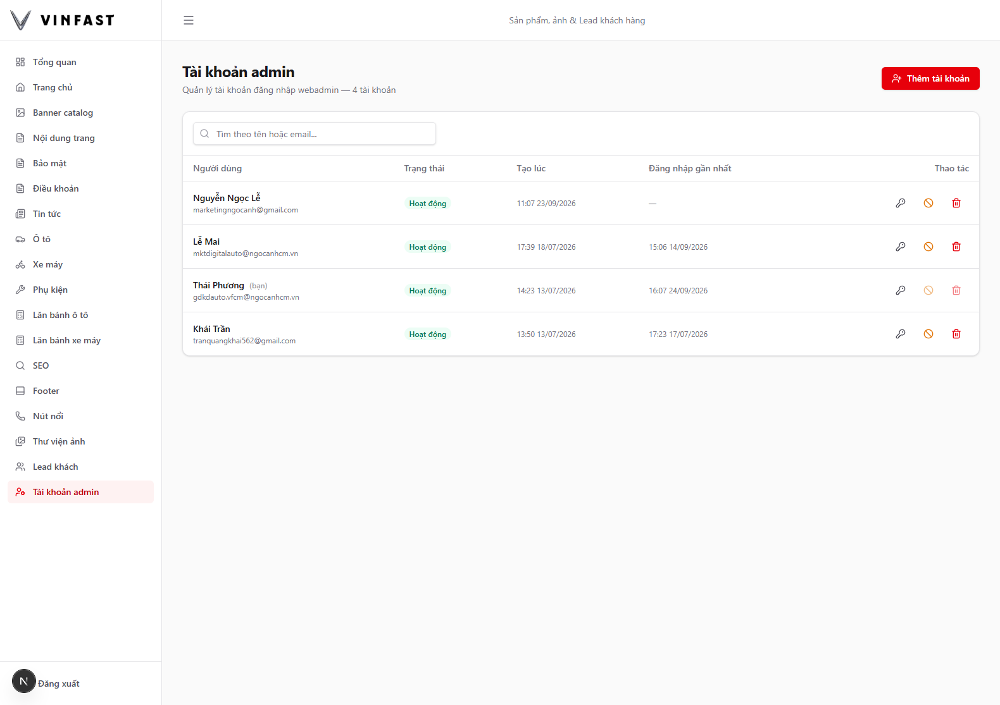 VINFAST
Sản phẩm, ảnh & Lead khách hàng
Tổng quan
Trang chủ
Banner catalog
Nội dung trang
Bảo mật
Điều khoản
Tin tức
Ô tô
Xe máy
Phụ kiện
Lăn bánh ô tô
Lăn bánh xe máy
SEO
Footer
Nút nổi
Thư viện ảnh
Lead khách
Tài khoản admin
N
Đăng xuất
Tài khoản admin
Quản lý tài khoản đăng nhập webadmin — 4 tài khoản
Thêm tài khoản
Tìm theo tên hoặc email...
Người dùng Trạng thái Tạo lúc Đăng nhập gần nhất Thao tác
Nguyễn Ngọc Lễ
marketingngocanh@gmail.com
Hoạt động 11:07 23/09/2026 —
Lễ Mai
mktdigitalauto@ngocanhcm.vn
Hoạt động 17:39 18/07/2026 15:06 14/09/2026
Thái Phương (bạn)
gdkdauto.vfcm@ngocanhcm.vn
Hoạt động 14:23 13/07/2026 16:07 24/09/2026
Khái Trần
tranquangkhai562@gmail.com
Hoạt động 13:50 13/07/2026 17:23 17/07/2026